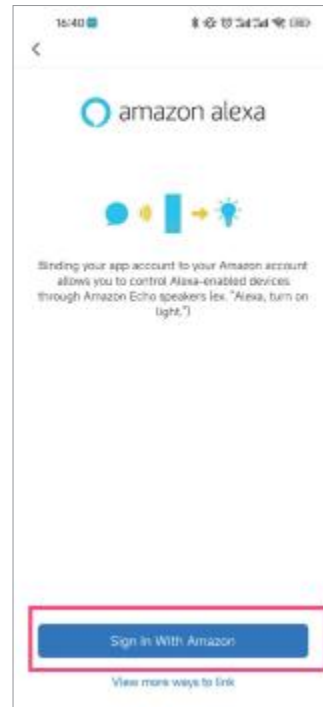 16:40
amazon alexa
Binding your app account to your Amazon account
allows you to control Alexa-enabled devices
through Amazon Echo speakers (ex. "Alexa, turn on
light.")
Sign In With Amazon
View more ways to link